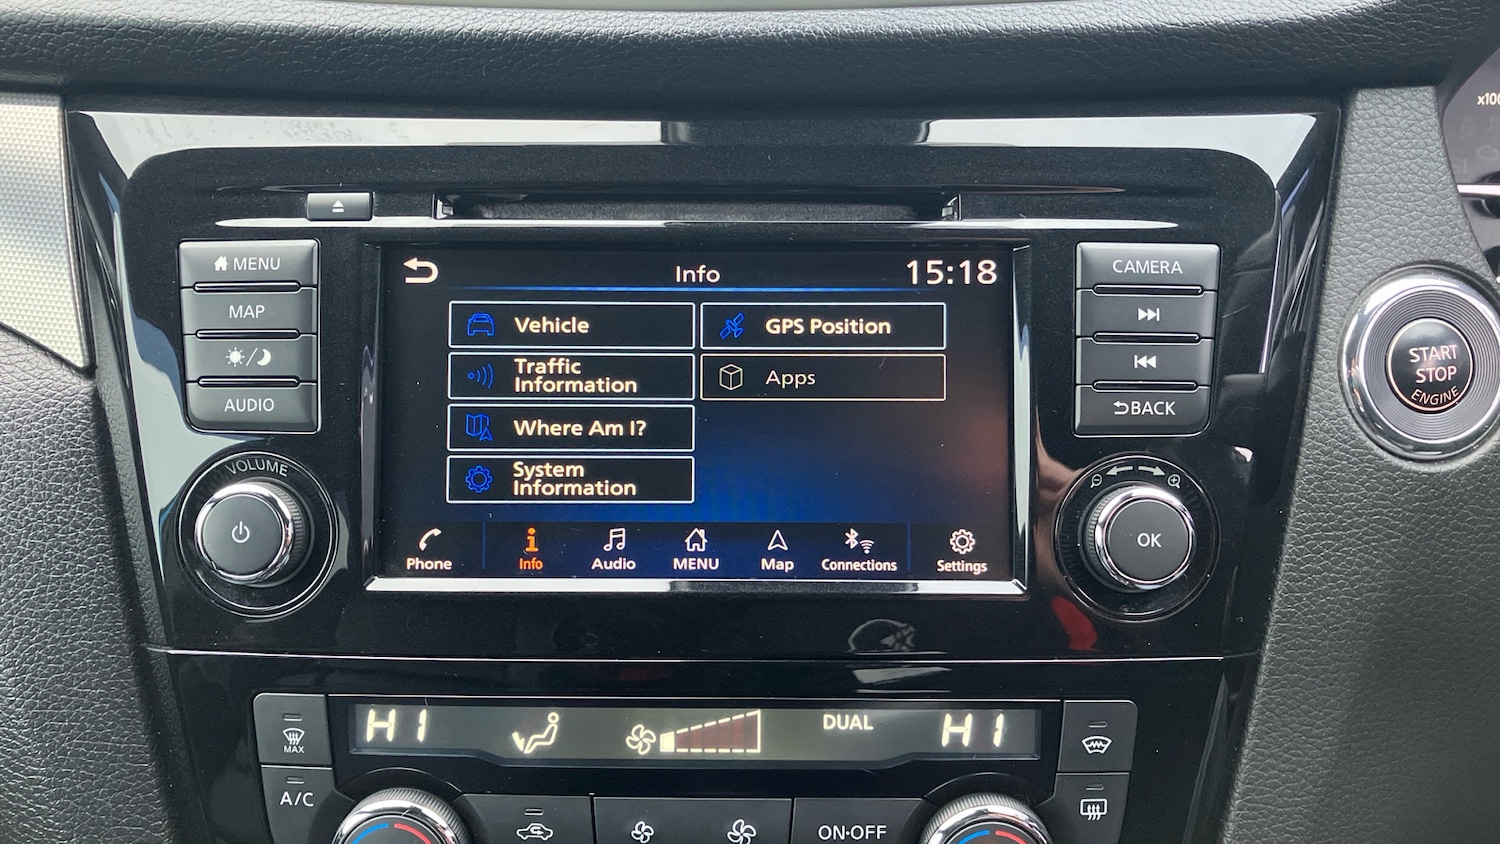 x100
MENU
MAP
AUDIO
VOLUME
Info
15:18
Vehicle
GPS Position
Traffic
Information
Apps
Where Am I?
System
Information
Phone
Info
Audio
MENU
Map
Connections
Settings
CAMERA
BACK
OK
START
STOP
ENGINE
HI
DUAL
HI
MAX
A/C
ON·OFF